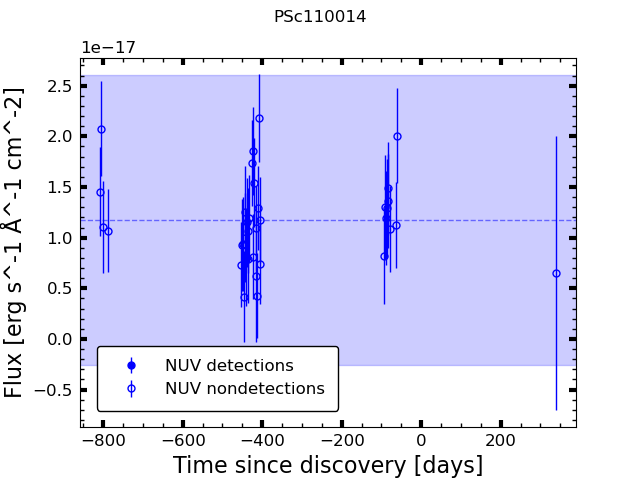 PSc110014
1e−17
2.5
2.0
1.5
1.0
0.5
0.0
−0.5
Flux [erg s^-1 Å^-1 cm^-2]
NUV detections
NUV nondetections
−800 −600 −400 −200 0 200
Time since discovery [days]